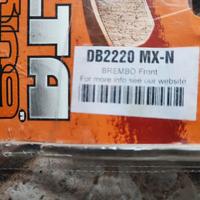 DB2220 MX-N
BREMBO Front
For more info see our website